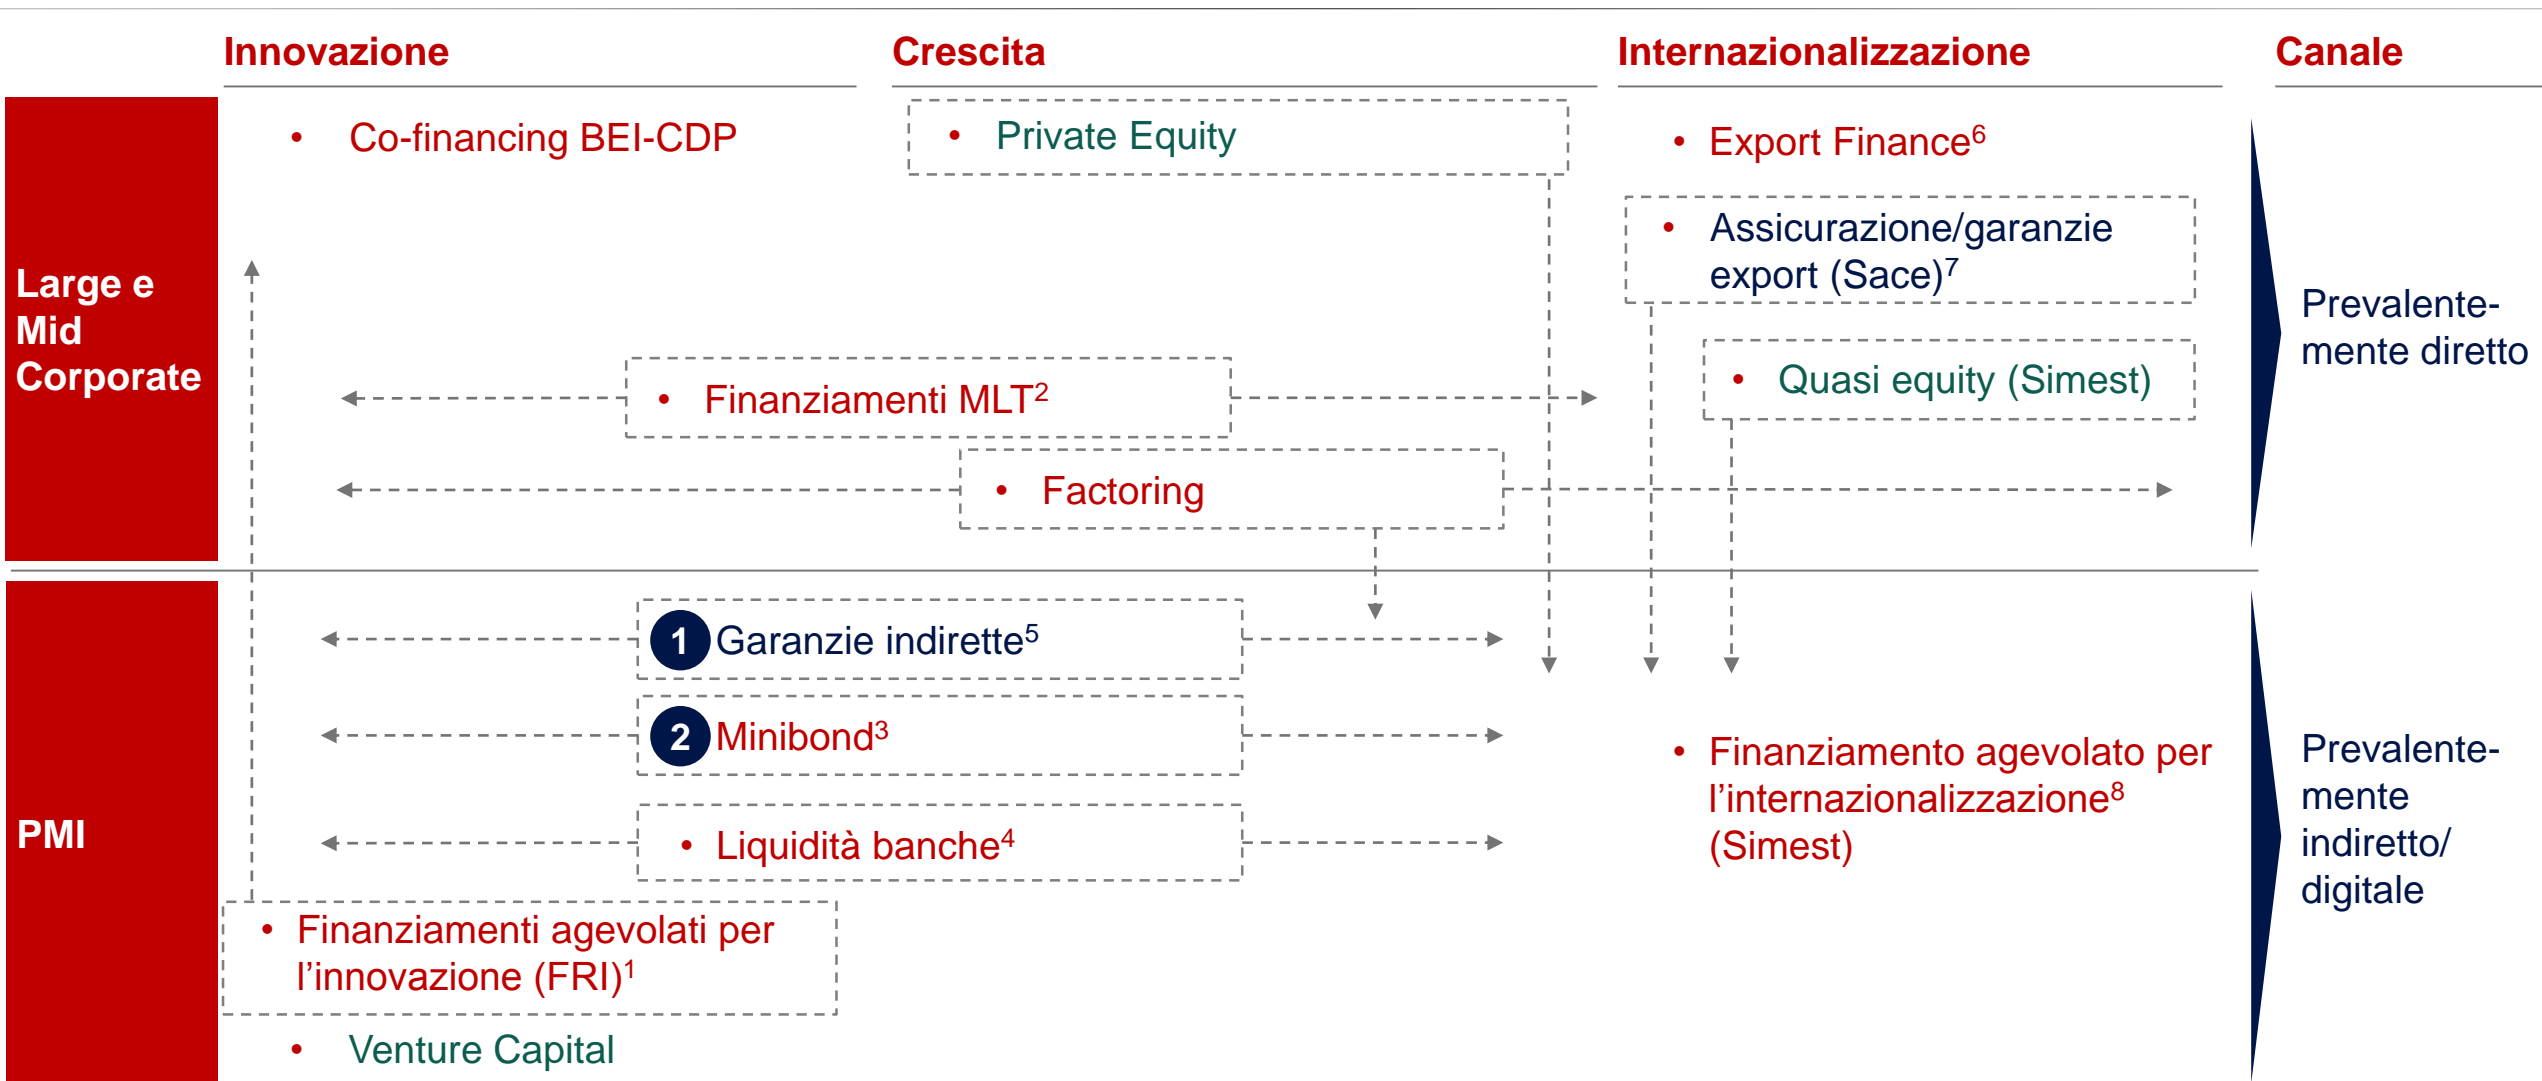 Innovazione
Crescita
Internazionalizzazione
Canale
Large e
Mid
Corporate
• Co-financing BEI-CDP
• Private Equity
• Export Finance⁶
• Assicurazione/garanzie
export (Sace)⁷
• Quasi equity (Simest)
• Finanziamenti MLT²
• Factoring
Prevalente-
mente diretto
PMI
1 Garanzie indirette⁵
2 Minibond³
• Liquidità banche⁴
• Finanziamento agevolato per
l’internazionalizzazione⁸
(Simest)
• Finanziamenti agevolati per
l’innovazione (FRI)¹
• Venture Capital
Prevalente-
mente
indiretto/
digitale